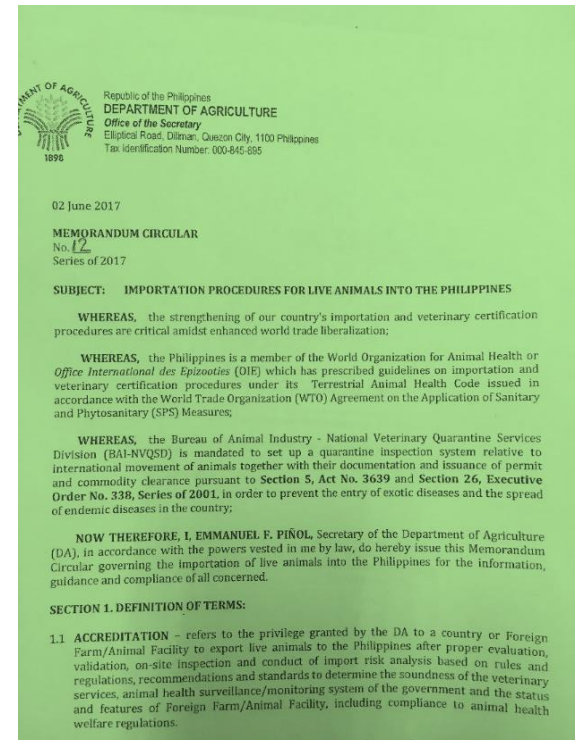 DEPARTMENT OF AGRICULTURE
1898
Republic of the Philippines
DEPARTMENT OF AGRICULTURE
Office of the Secretary
Elliptical Road, Diliman, Quezon City, 1100 Philippines
Tax Identification Number: 000-845-895
02 June 2017
MEMORANDUM CIRCULAR
No. 12
Series of 2017
SUBJECT: IMPORTATION PROCEDURES FOR LIVE ANIMALS INTO THE PHILIPPINES
WHEREAS, the strengthening of our country's importation and veterinary certification
procedures are critical amidst enhanced world trade liberalization;
WHEREAS, the Philippines is a member of the World Organization for Animal Health or
Office International des Epizooties (OIE) which has prescribed guidelines on importation and
veterinary certification procedures under its Terrestrial Animal Health Code issued in
accordance with the World Trade Organization (WTO) Agreement on the Application of Sanitary
and Phytosanitary (SPS) Measures;
WHEREAS, the Bureau of Animal Industry - National Veterinary Quarantine Services
Division (BAI-NVQSD) is mandated to set up a quarantine inspection system relative to
international movement of animals together with their documentation and issuance of permit
and commodity clearance pursuant to Section 5, Act No. 3639 and Section 26, Executive
Order No. 338, Series of 2001, in order to prevent the entry of exotic diseases and the spread
of endemic diseases in the country;
NOW THEREFORE, I, EMMANUEL F. PIÑOL, Secretary of the Department of Agriculture
(DA), in accordance with the powers vested in me by law, do hereby issue this Memorandum
Circular governing the importation of live animals into the Philippines for the information,
guidance and compliance of all concerned.
SECTION 1. DEFINITION OF TERMS:
1.1 ACCREDITATION – refers to the privilege granted by the DA to a country or Foreign
Farm/Animal Facility to export live animals to the Philippines after proper evaluation,
validation, on-site inspection and conduct of import risk analysis based on rules and
regulations, recommendations and standards to determine the soundness of the veterinary
services, animal health surveillance/monitoring system of the government and the status
and features of Foreign Farm/Animal Facility, including compliance to animal health
welfare regulations.